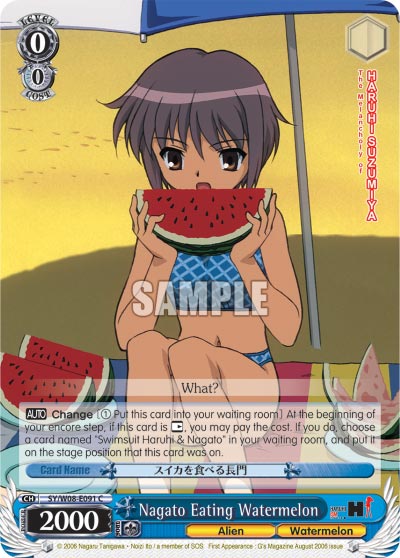 LEVEL
0
0
COST
The Melancholy of
HARUHI SUZUMIYA
SAMPLE
What?
AUTO Change [① Put this card into your waiting room] At the beginning of
your encore step, if this card is , you may pay the cost. If you do, choose
a card named "Swimsuit Haruhi & Nagato" in your waiting room, and put it
on the stage position that this card was on.
Card Name スイカを食べる長門
CH SY/W08-E091 C
2000
Nagato Eating Watermelon
Alien Watermelon
© 2006 Nagaru Tanigawa • Noizi Ito / a member of SOS First Appearance : G's Magazine August 2006 issue